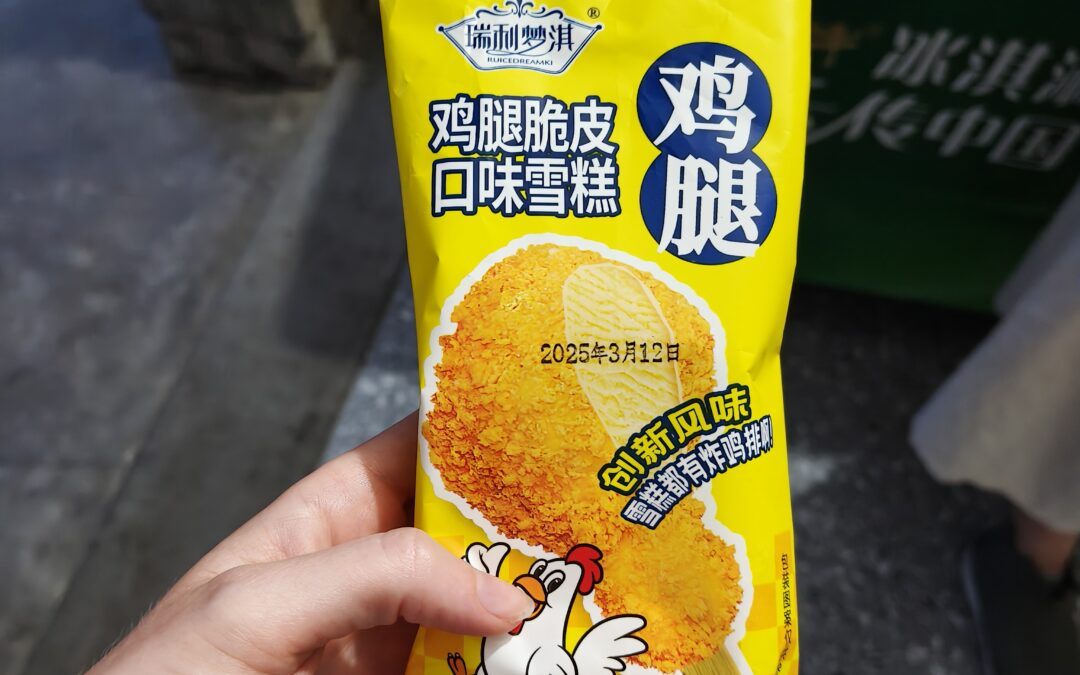 瑞利梦淇
®
RUICEDREAMKI
鸡腿
鸡腿脆皮
口味雪糕
2025年3月12日
创新风味
雪糕都有炸鸡排啊!
冰淇淋
中国